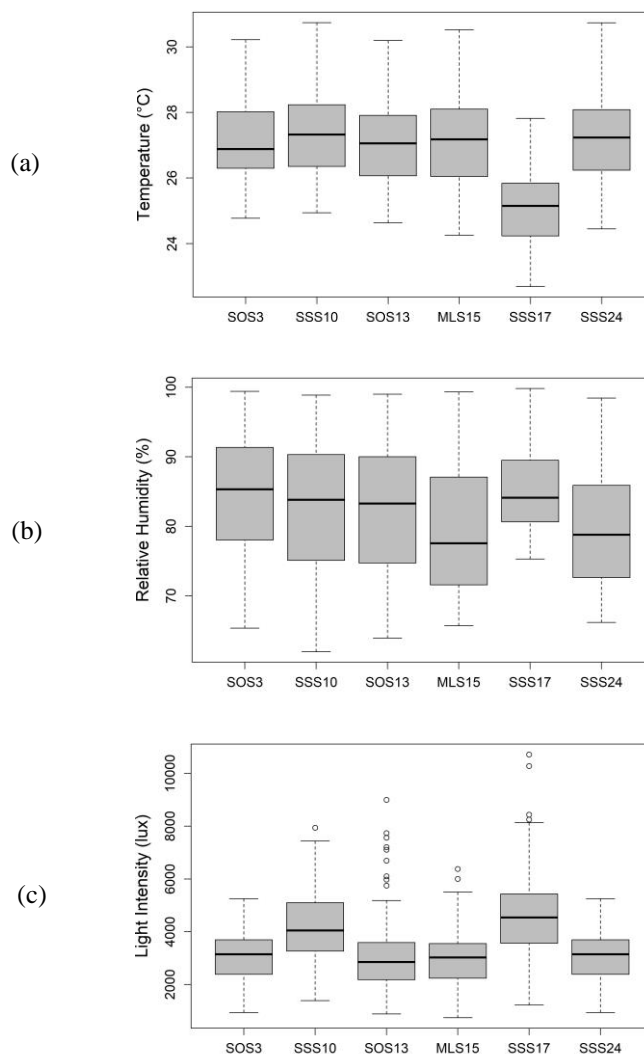 (a)
Temperature (°C)
30
28
26
24
SOS3 SSS10 SOS13 MLS15 SSS17 SSS24
(b)
Relative Humidity (%)
100
90
80
70
SOS3 SSS10 SOS13 MLS15 SSS17 SSS24
(c)
Light Intensity (lux)
10000
8000
6000
4000
2000
SOS3 SSS10 SOS13 MLS15 SSS17 SSS24